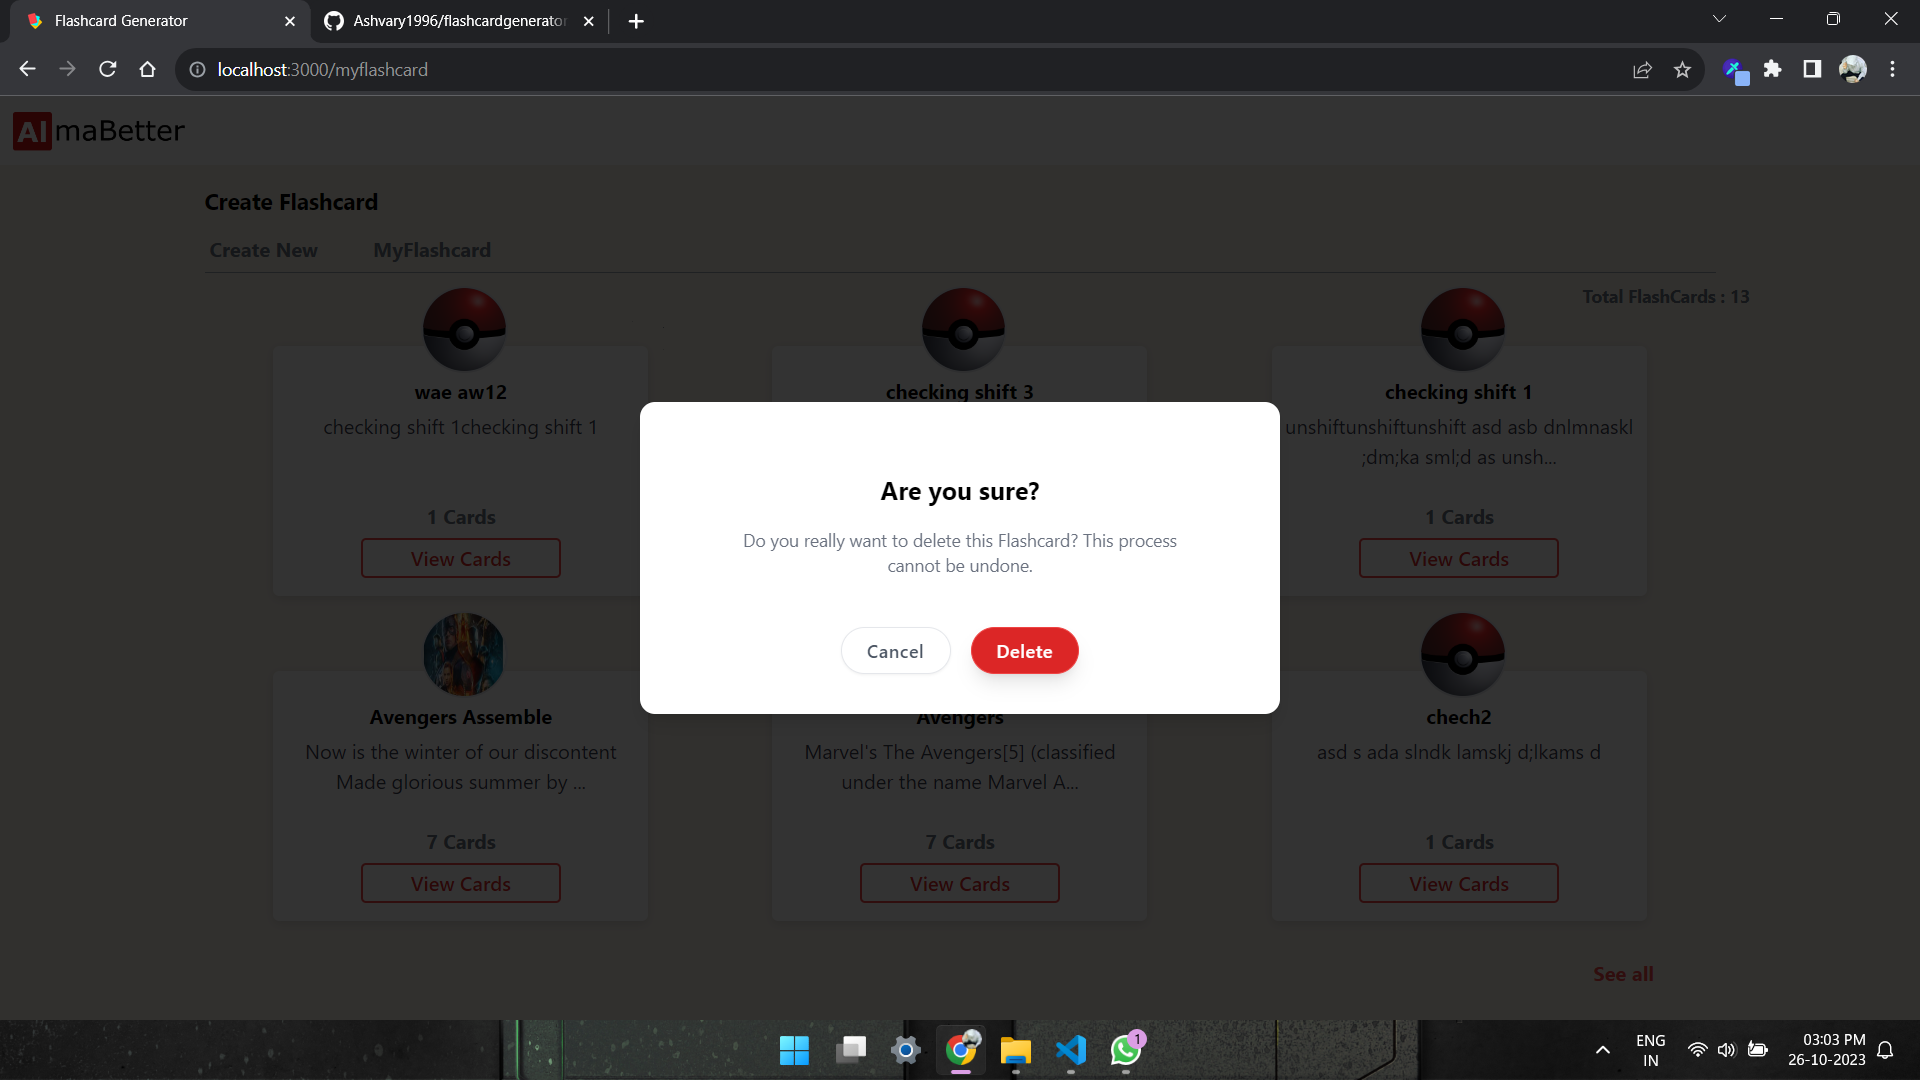 Flashcard Generator
Ashvary1996/flashcardgenerator
localhost:3000/myflashcard
AlmaBetter
Create Flashcard
Create New
MyFlashcard
Total FlashCards : 13
wae aw12
checking shift 1checking shift 1
1 Cards
View Cards
checking shift 3
checking shift 1
unshiftunshiftunshift asd asb dnlmnaskl
;dm;ka sml;d as unsh...
1 Cards
View Cards
Are you sure?
Do you really want to delete this Flashcard? This process
cannot be undone.
Cancel
Delete
Avengers Assemble
Now is the winter of our discontent
Made glorious summer by ...
7 Cards
View Cards
Avengers
Marvel's The Avengers[5] (classified
under the name Marvel A...
7 Cards
View Cards
chech2
asd s ada slndk lamskj d;lkams d
1 Cards
View Cards
See all
1
ENG
IN
03:03 PM
26-10-2023